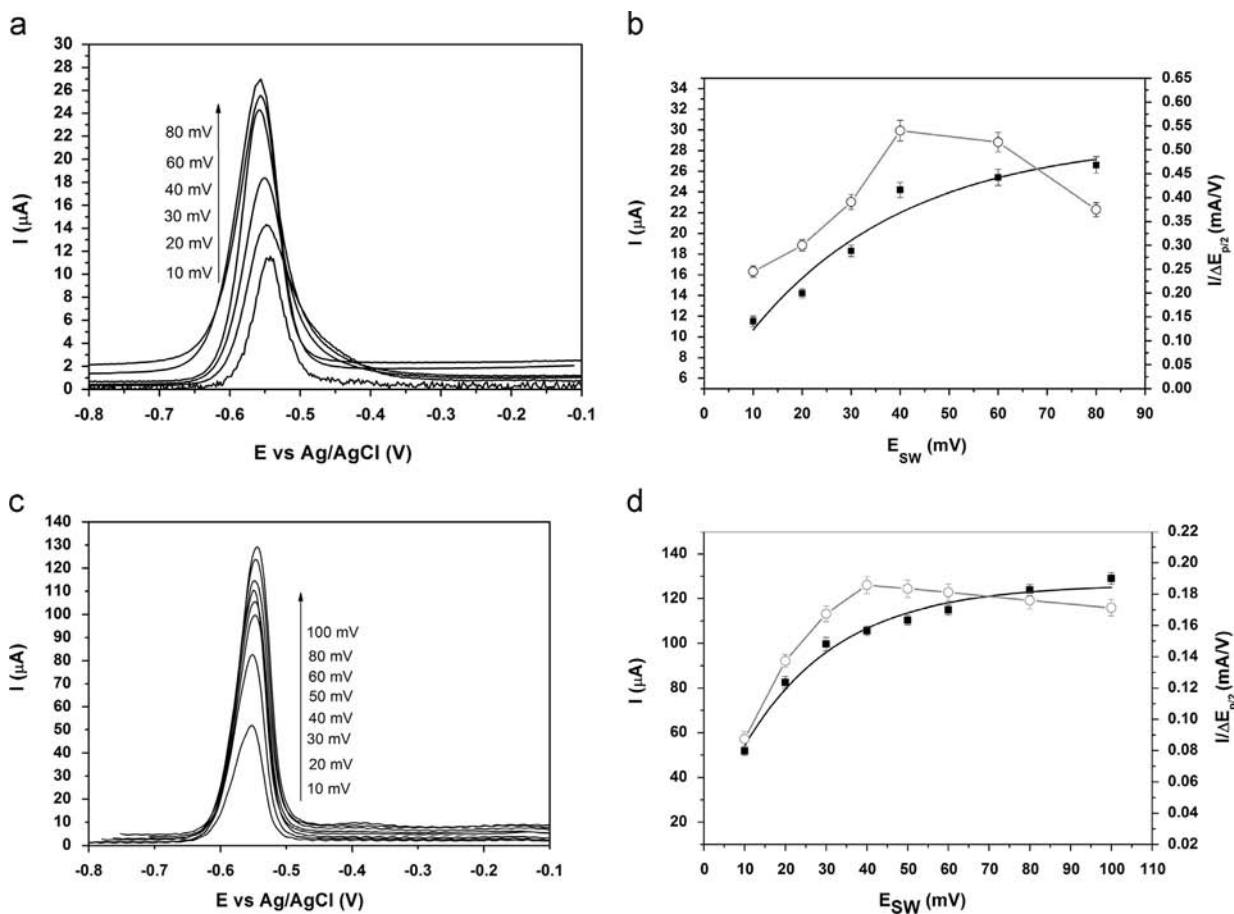 a
30
28
26
24
22
20
18
16
14
12
10
8
6
4
2
0
I (μA)
80 mV
60 mV
40 mV
30 mV
20 mV
10 mV
-0.8 -0.7 -0.6 -0.5 -0.4 -0.3 -0.2 -0.1
E vs Ag/AgCl (V)
b
34
32
30
28
26
24
22
20
18
16
14
12
10
8
6
I (μA)
0.65
0.60
0.55
0.50
0.45
0.40
0.35
0.30
0.25
0.20
0.15
0.10
0.05
0.00
I/ΔEp/2 (mA/V)
0 10 20 30 40 50 60 70 80 90
ESW (mV)
c
140
130
120
110
100
90
80
70
60
50
40
30
20
10
0
I (μA)
100 mV
80 mV
60 mV
50 mV
40 mV
30 mV
20 mV
10 mV
-0.8 -0.7 -0.6 -0.5 -0.4 -0.3 -0.2 -0.1
E vs Ag/AgCl (V)
d
140
120
100
80
60
40
20
I (μA)
0.22
0.20
0.18
0.16
0.14
0.12
0.10
0.08
0.06
0.04
0.02
I/ΔEp/2 (mA/V)
0 10 20 30 40 50 60 70 80 90 100 110
ESW (mV)